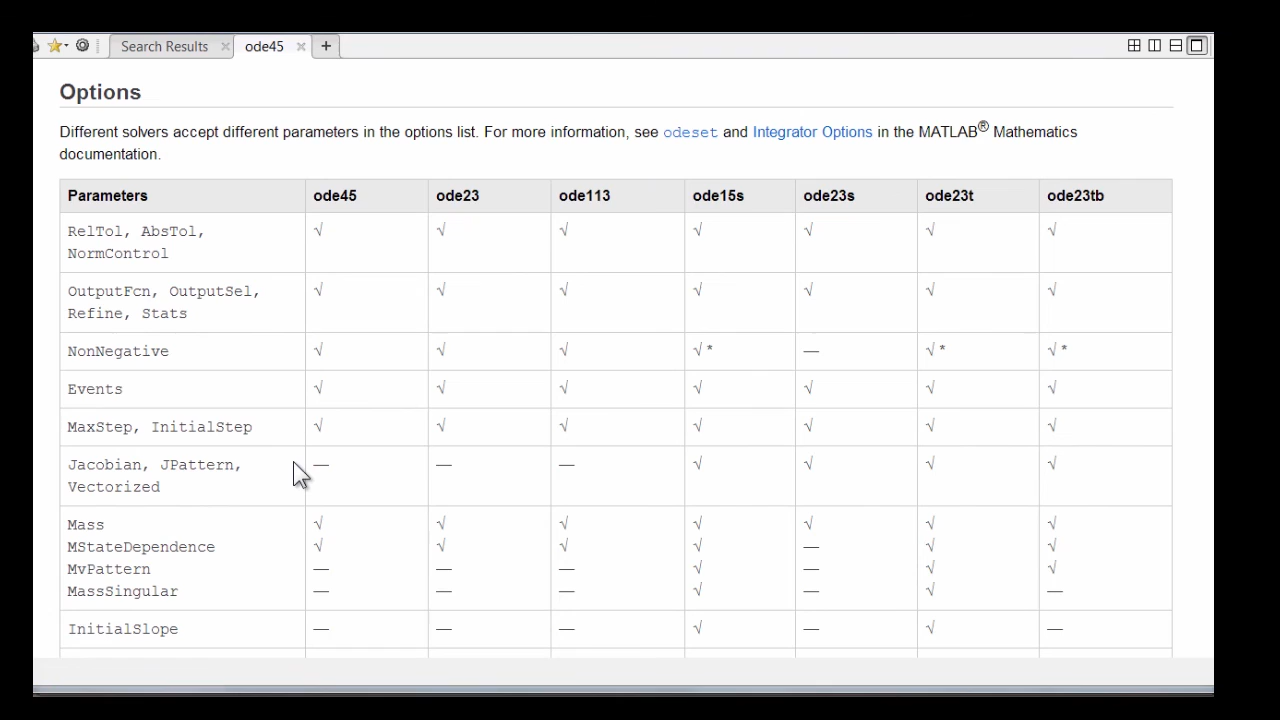 Search Results ode45
Options
Different solvers accept different parameters in the options list. For more information, see odeset and Integrator Options in the MATLAB® Mathematics
documentation.
Parameters ode45 ode23 ode113 ode15s ode23s ode23t ode23tb
RelTol, AbsTol, √ √ √ √ √ √ √
NormControl
OutputFcn, OutputSel, √ √ √ √ √ √ √
Refine, Stats
NonNegative √ √ √ √ * — √ * √ *
Events √ √ √ √ √ √ √
MaxStep, InitialStep √ √ √ √ √ √ √
Jacobian, JPattern, — — — √ √ √ √
Vectorized
Mass √ √ √ √ √ √ √
MStateDependence √ √ √ √ — √ √
MvPattern — — — √ — √ √
MassSingular — — — √ — √ —
InitialSlope — — — √ — √ —